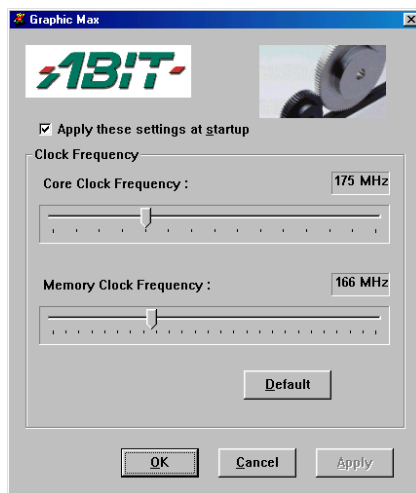 Graphic Max
ABIT
Apply these settings at startup
Clock Frequency
Core Clock Frequency :
175 MHz
Memory Clock Frequency :
166 MHz
Default
OK
Cancel
Apply